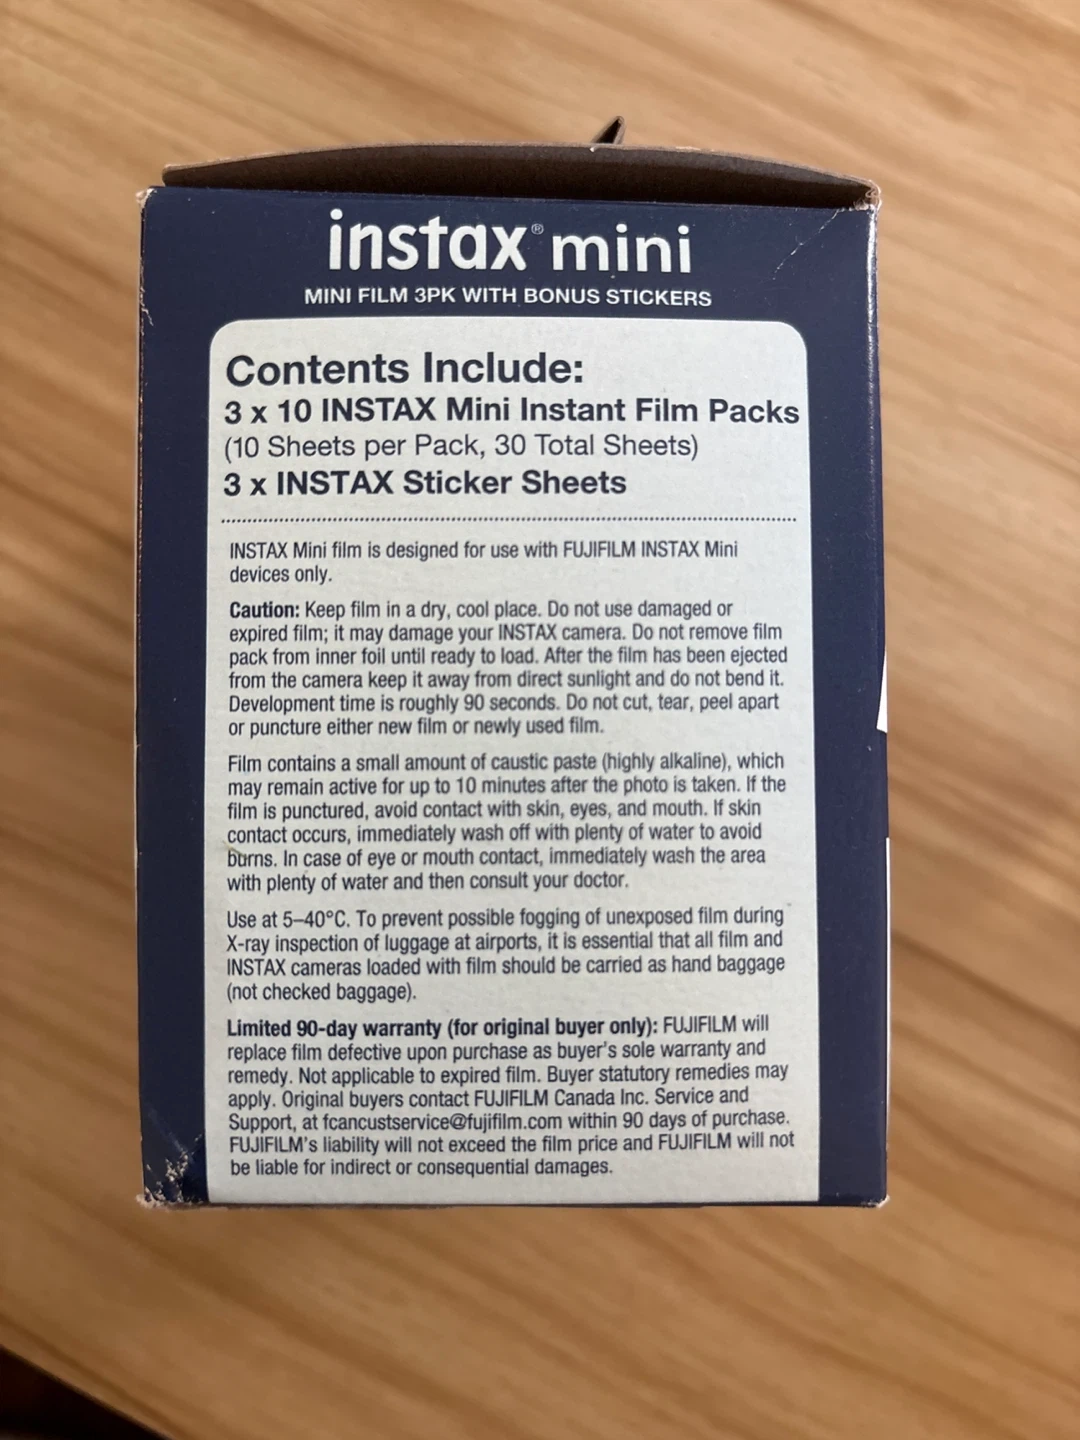 instax® mini
MINI FILM 3PK WITH BONUS STICKERS
Contents Include:
3 x 10 INSTAX Mini Instant Film Packs
(10 Sheets per Pack, 30 Total Sheets)
3 x INSTAX Sticker Sheets
INSTAX Mini film is designed for use with FUJIFILM INSTAX Mini
devices only.
Caution: Keep film in a dry, cool place. Do not use damaged or
expired film; it may damage your INSTAX camera. Do not remove film
pack from inner foil until ready to load. After the film has been ejected
from the camera keep it away from direct sunlight and do not bend it.
Development time is roughly 90 seconds. Do not cut, tear, peel apart
or puncture either new film or newly used film.
Film contains a small amount of caustic paste (highly alkaline), which
may remain active for up to 10 minutes after the photo is taken. If the
film is punctured, avoid contact with skin, eyes, and mouth. If skin
contact occurs, immediately wash off with plenty of water to avoid
burns. In case of eye or mouth contact, immediately wash the area
with plenty of water and then consult your doctor.
Use at 5–40°C. To prevent possible fogging of unexposed film during
X-ray inspection of luggage at airports, it is essential that all film and
INSTAX cameras loaded with film should be carried as hand baggage
(not checked baggage).
Limited 90-day warranty (for original buyer only): FUJIFILM will
replace film defective upon purchase as buyer's sole warranty and
remedy. Not applicable to expired film. Buyer statutory remedies may
apply. Original buyers contact FUJIFILM Canada Inc. Service and
Support, at fcancustservice@fujifilm.com within 90 days of purchase.
FUJIFILM's liability will not exceed the film price and FUJIFILM will not
be liable for indirect or consequential damages.